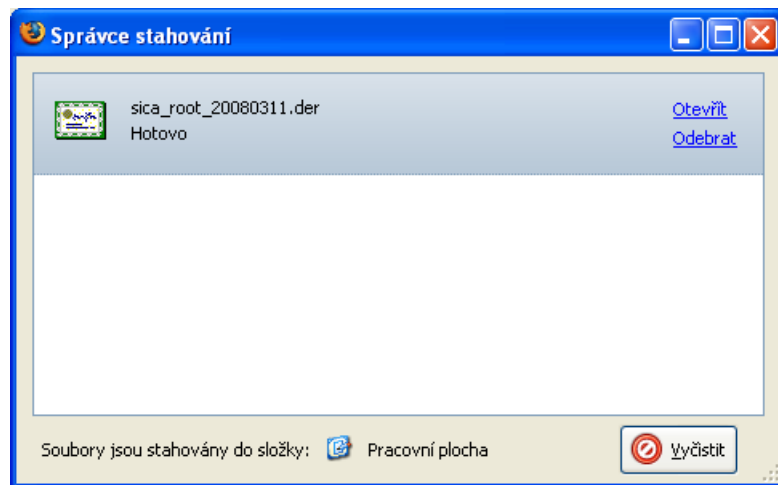 Správce stahování
sica_root_20080311.der
Otevřít
Hotovo
Odebrat
Soubory jsou stahovány do složky: Pracovní plocha
Vyčistit